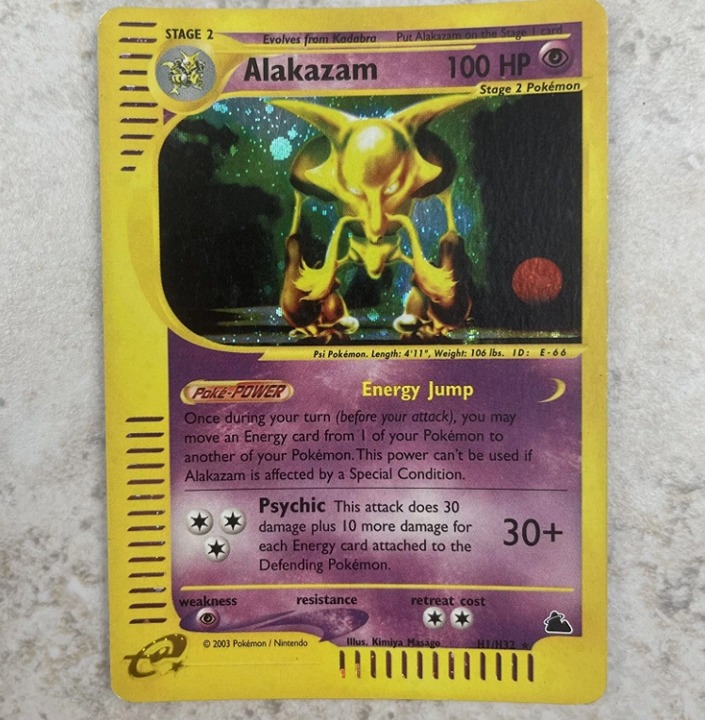 STAGE 2 Evolves from Kadabra Put Alakazam on the Stage 1 card
Alakazam 100 HP
Stage 2 Pokémon
Psi Pokémon. Length: 4'11", Weight: 106 lbs. ID: E-66
Poké-POWER Energy Jump
Once during your turn (before your attack), you may
move an Energy card from 1 of your Pokémon to
another of your Pokémon. This power can't be used if
Alakazam is affected by a Special Condition.
Psychic This attack does 30
damage plus 10 more damage for
each Energy card attached to the
Defending Pokémon.
30+
weakness resistance retreat cost
e
© 2003 Pokémon / Nintendo Illus. Kimiya Masago H1/H32